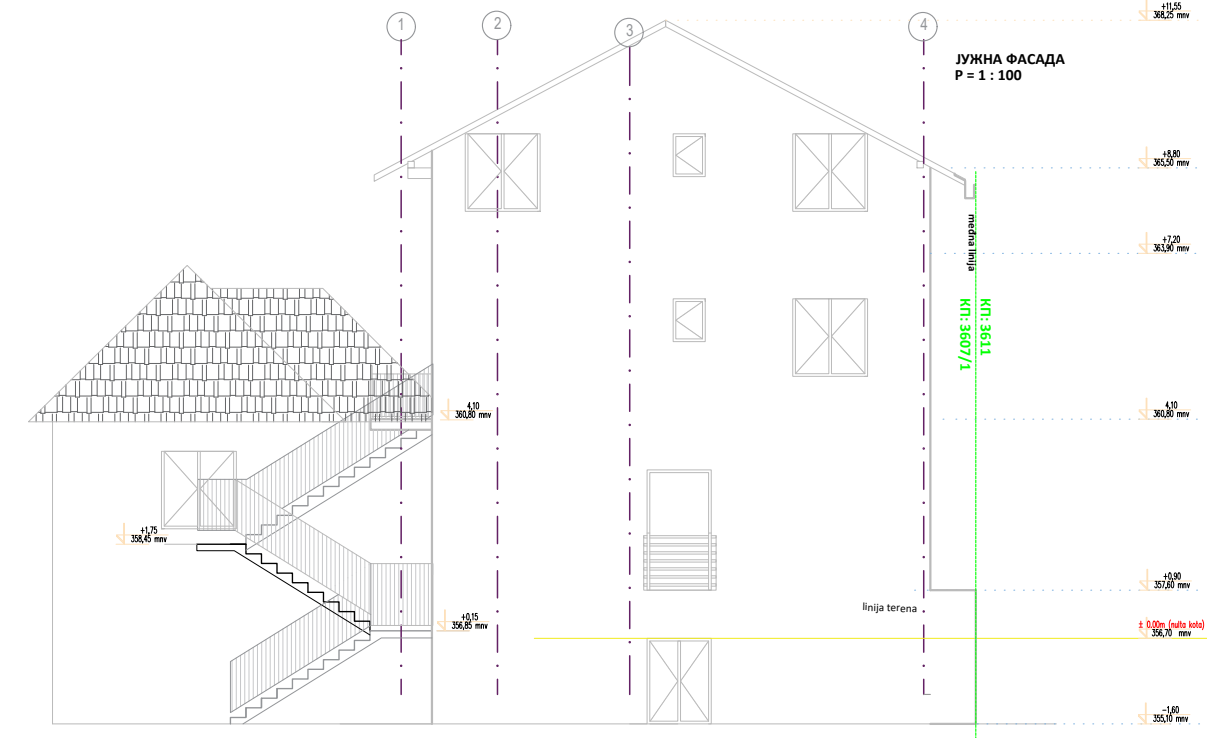 1
2
3
4
+11,55
368,25 mnv
ЈУЖНА ФАСАДА
P = 1 : 100
+8,80
365,50 mnv
međna linija
+7,20
363,90 mnv
КП: 3611
КП: 3607/1
4,10
360,80 mnv
4,10
360,80 mnv
+1,75
358,45 mnv
+0,90
357,60 mnv
linija terena
+0,15
356,85 mnv
± 0.00m (nulta kota)
356,70 mnv
-1,60
355,10 mnv